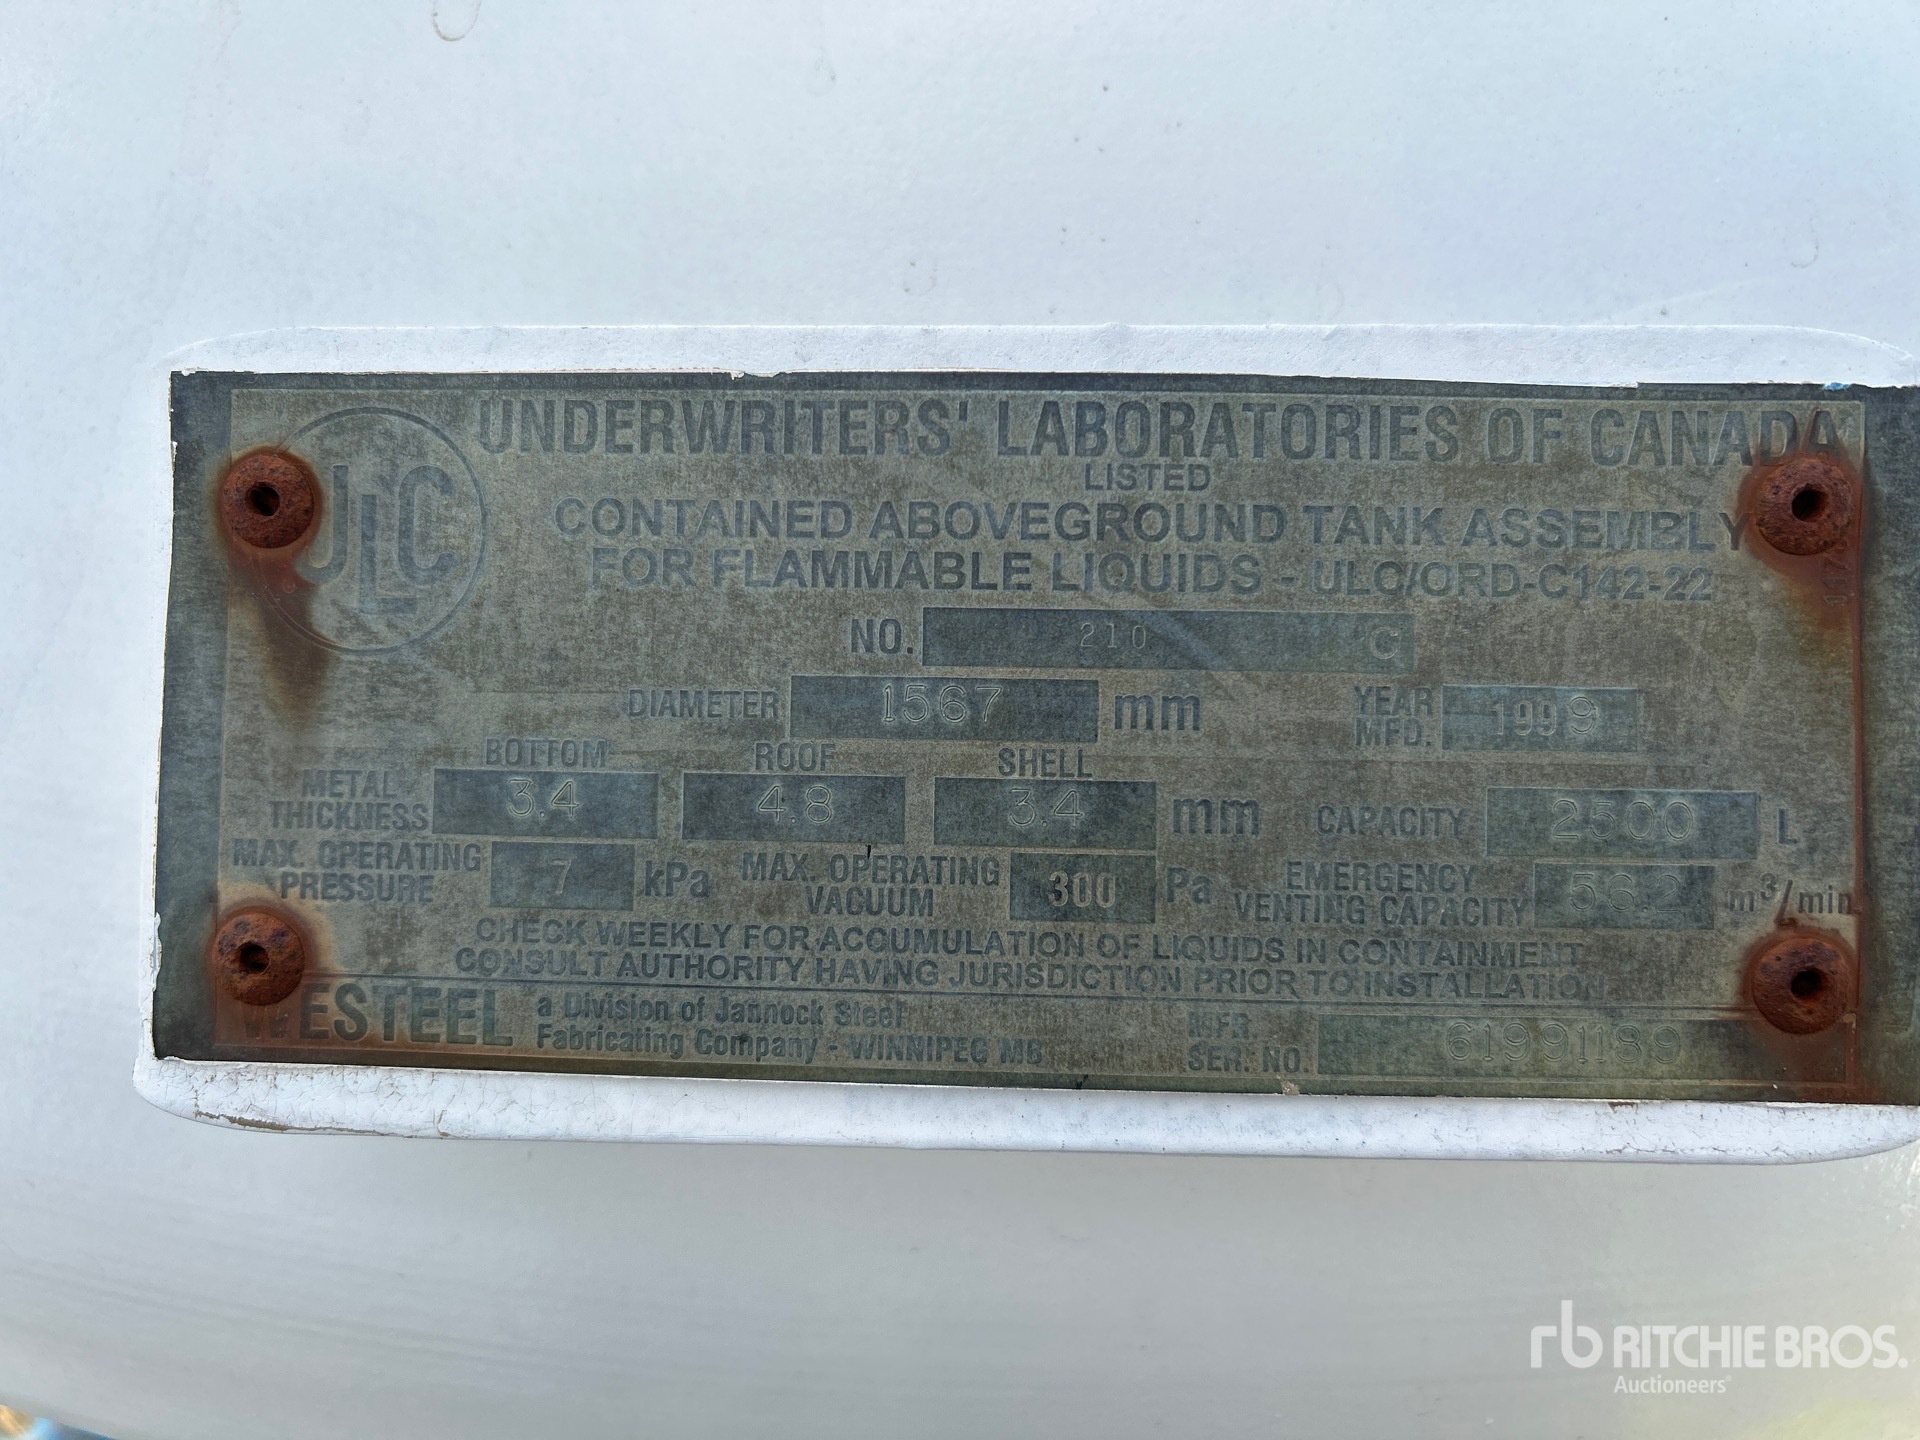 ULC
UNDERWRITERS' LABORATORIES OF CANADA
LISTED
CONTAINED ABOVEGROUND TANK ASSEMBLY
FOR FLAMMABLE LIQUIDS - ULC/ORD-C142-22
NO. 210 C
DIAMETER 1567 mm YEAR MFD. 1999
BOTTOM ROOF SHELL
METAL THICKNESS 3.4 4.8 3.4 mm CAPACITY 2500 L
MAX. OPERATING PRESSURE 7 kPa MAX. OPERATING VACUUM 300 Pa EMERGENCY VENTING CAPACITY 56.2 m³/min
CHECK WEEKLY FOR ACCUMULATION OF LIQUIDS IN CONTAINMENT
CONSULT AUTHORITY HAVING JURISDICTION PRIOR TO INSTALLATION
WESTEEL a Division of Jannock Steel
Fabricating Company - WINNIPEG MB
MFR. SER. NO. 61991189
rb RITCHIE BROS.
Auctioneers